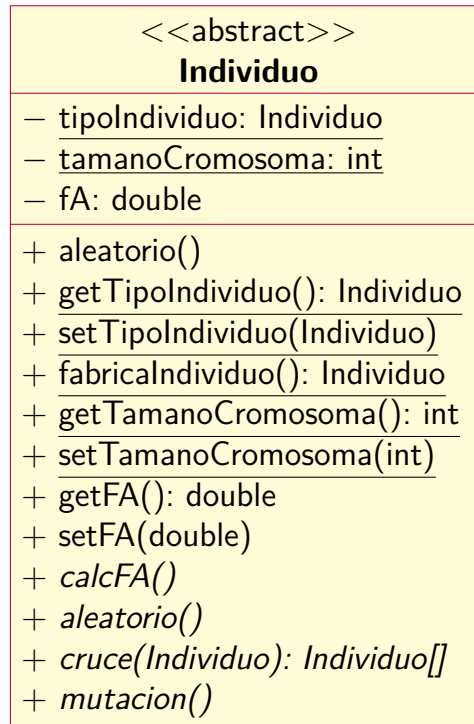 <<abstract>>
Individuo
− tipoIndividuo: Individuo
− tamanoCromosoma: int
− fA: double
+ aleatorio()
+ getTipoIndividuo(): Individuo
+ setTipoIndividuo(Individuo)
+ fabricaIndividuo(): Individuo
+ getTamanoCromosoma(): int
+ setTamanoCromosoma(int)
+ getFA(): double
+ setFA(double)
+ calcFA()
+ aleatorio()
+ cruce(Individuo): Individuo[]
+ mutacion()